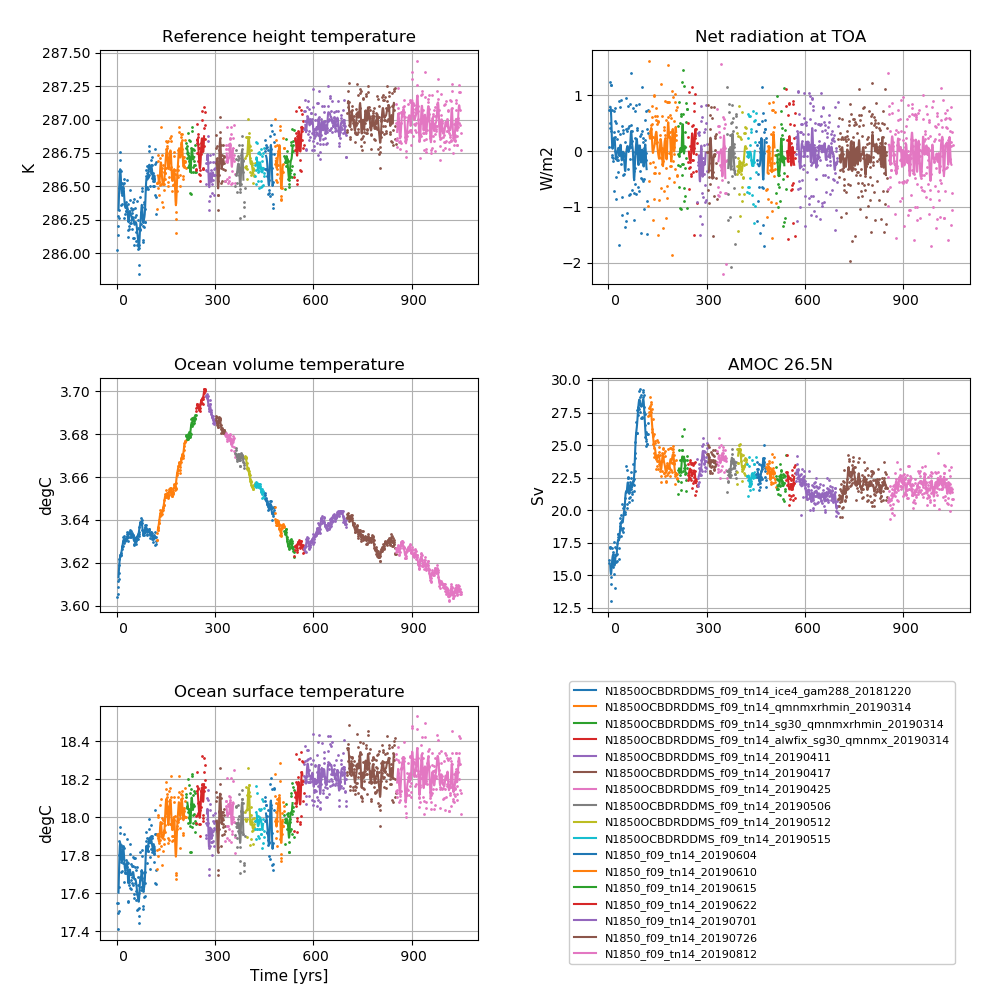 Reference height temperature
287.50
287.25
287.00
286.75
286.50
286.25
286.00
K
0 300 600 900
Net radiation at TOA
1
0
−1
−2
W/m2
0 300 600 900
Ocean volume temperature
3.70
3.68
3.66
3.64
3.62
3.60
degC
0 300 600 900
AMOC 26.5N
30.0
27.5
25.0
22.5
20.0
17.5
15.0
12.5
Sv
0 300 600 900
Ocean surface temperature
18.4
18.2
18.0
17.8
17.6
17.4
degC
0 300 600 900
Time [yrs]
N1850OCBDRDDMS_f09_tn14_ice4_gam288_20181220
N1850OCBDRDDMS_f09_tn14_qmnmxrhmin_20190314
N1850OCBDRDDMS_f09_tn14_sg30_qmnmxrhmin_20190314
N1850OCBDRDDMS_f09_tn14_alwfix_sg30_qmnmx_20190314
N1850OCBDRDDMS_f09_tn14_20190411
N1850OCBDRDDMS_f09_tn14_20190417
N1850OCBDRDDMS_f09_tn14_20190425
N1850OCBDRDDMS_f09_tn14_20190506
N1850OCBDRDDMS_f09_tn14_20190512
N1850OCBDRDDMS_f09_tn14_20190515
N1850_f09_tn14_20190604
N1850_f09_tn14_20190610
N1850_f09_tn14_20190615
N1850_f09_tn14_20190622
N1850_f09_tn14_20190701
N1850_f09_tn14_20190726
N1850_f09_tn14_20190812